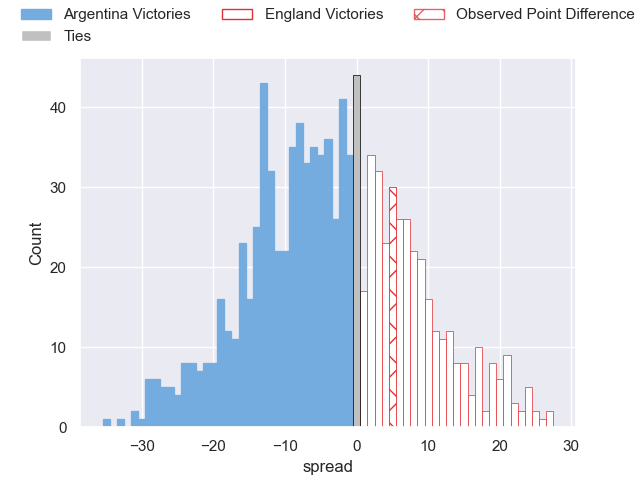 Argentina Victories
England Victories
Observed Point Difference
Ties
Count
40
30
20
10
0
−30
−20
−10
0
10
20
30
spread